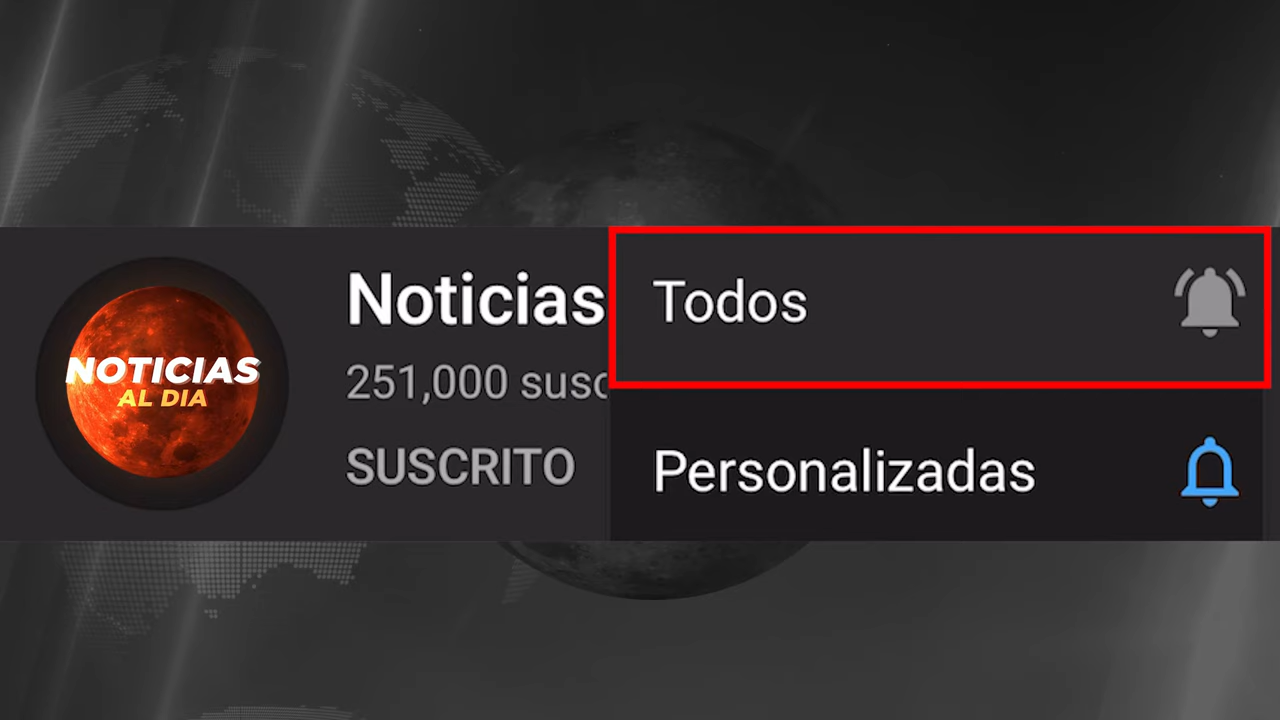 NOTICIAS
AL DIA
Noticias
251,000 susc
SUSCRITO
Todos
Personalizadas